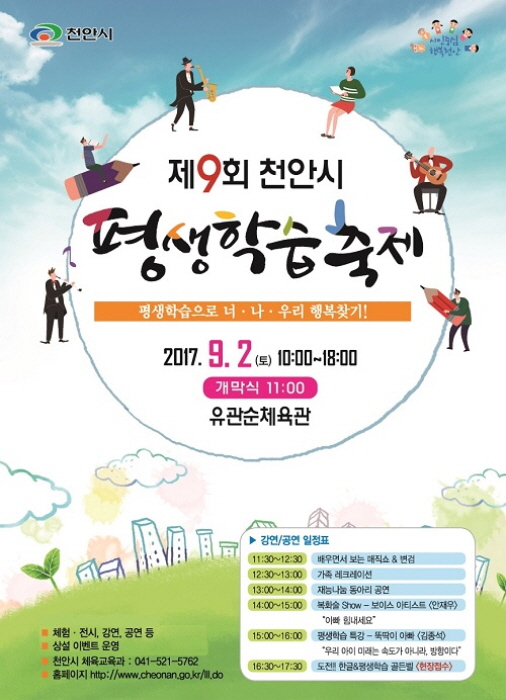 천안시
시민중심
행복천안
제9회 천안시
평생학습축제
평생학습으로 너·나·우리 행복찾기!
2017. 9. 2 (토) 10:00~18:00
개막식 11:00
유관순체육관
▶ 강연/공연 일정표
11:30~12:30 배우면서 보는 매직쇼 & 변검
12:30~13:00 가족 레크레이션
13:00~14:00 재능나눔 동아리 공연
14:00~15:00 복화술 Show – 보이스 아티스트 <안재우>
"아빠 힘내세요"
15:00~16:00 평생학습 특강 – 뚝딱이 아빠 <김종석>
"우리 아이 미래는 속도가 아니라, 방향이다"
16:30~17:30 도전!! 한글&평생학습 골든벨 <현장접수>
■ 체험·전시, 강연, 공연 등
■ 상설 이벤트 운영
■ 천안시 체육교육과 : 041-521-5762
■ 홈페이지 http://www.cheonan.go.kr/lll.do